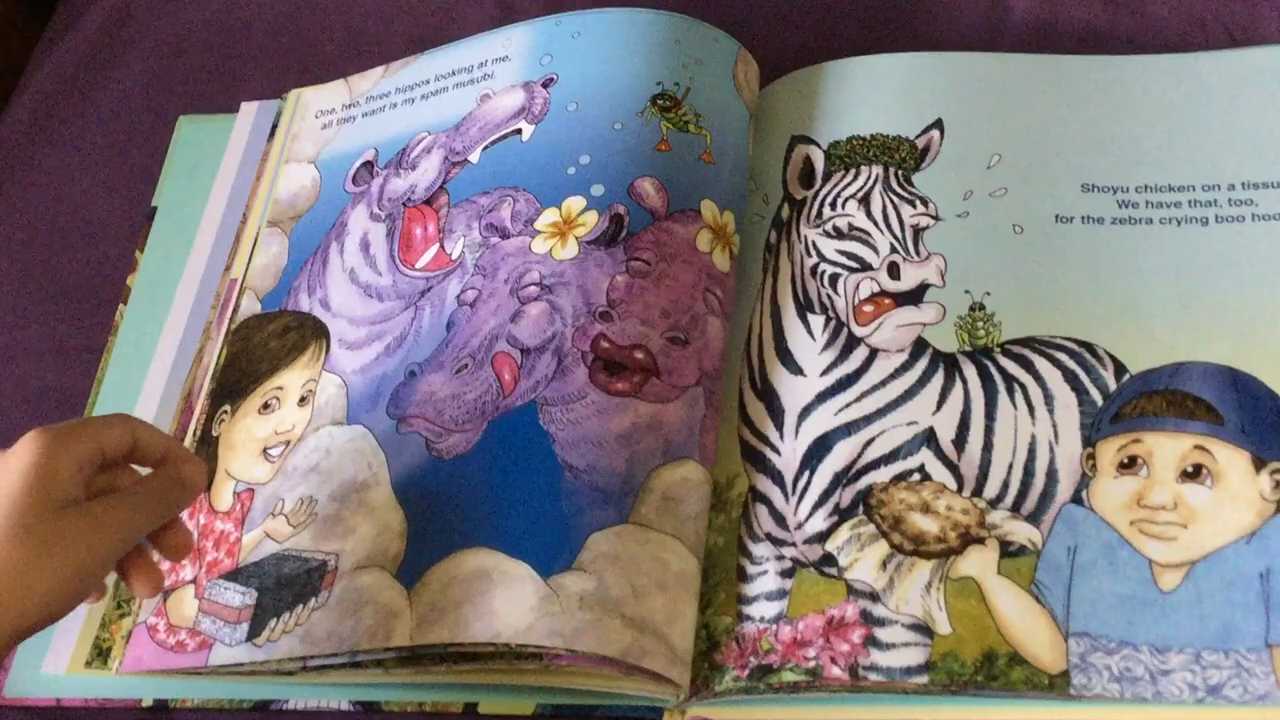 One, two, three hippos looking at me,
all they want is my spam musubi.
Shoyu chicken on a tissu
We have that, too,
for the zebra crying boo hoo